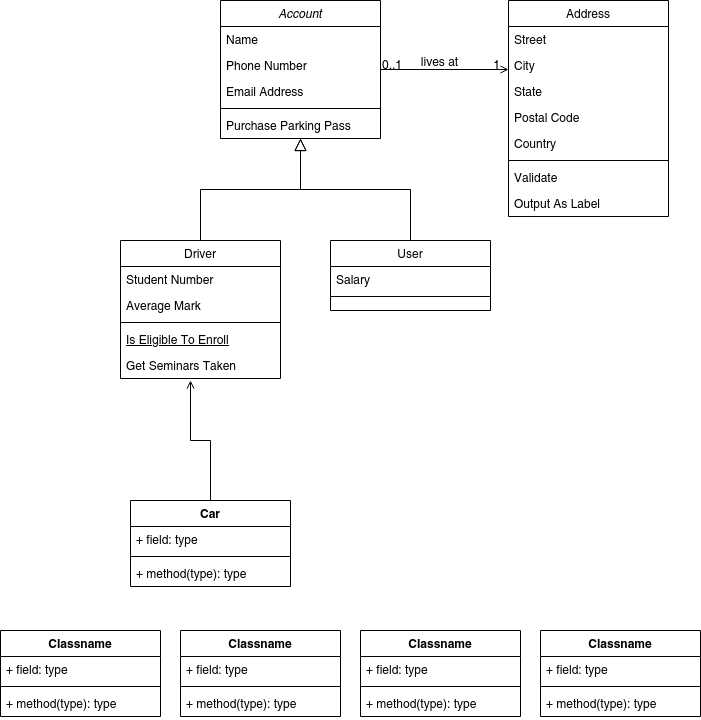 Account
Name
Phone Number
Email Address
Purchase Parking Pass
0..1
lives at
1
Address
Street
City
State
Postal Code
Country
Validate
Output As Label
Driver
Student Number
Average Mark
Is Eligible To Enroll
Get Seminars Taken
User
Salary
Car
+ field: type
+ method(type): type
Classname
+ field: type
+ method(type): type
Classname
+ field: type
+ method(type): type
Classname
+ field: type
+ method(type): type
Classname
+ field: type
+ method(type): type